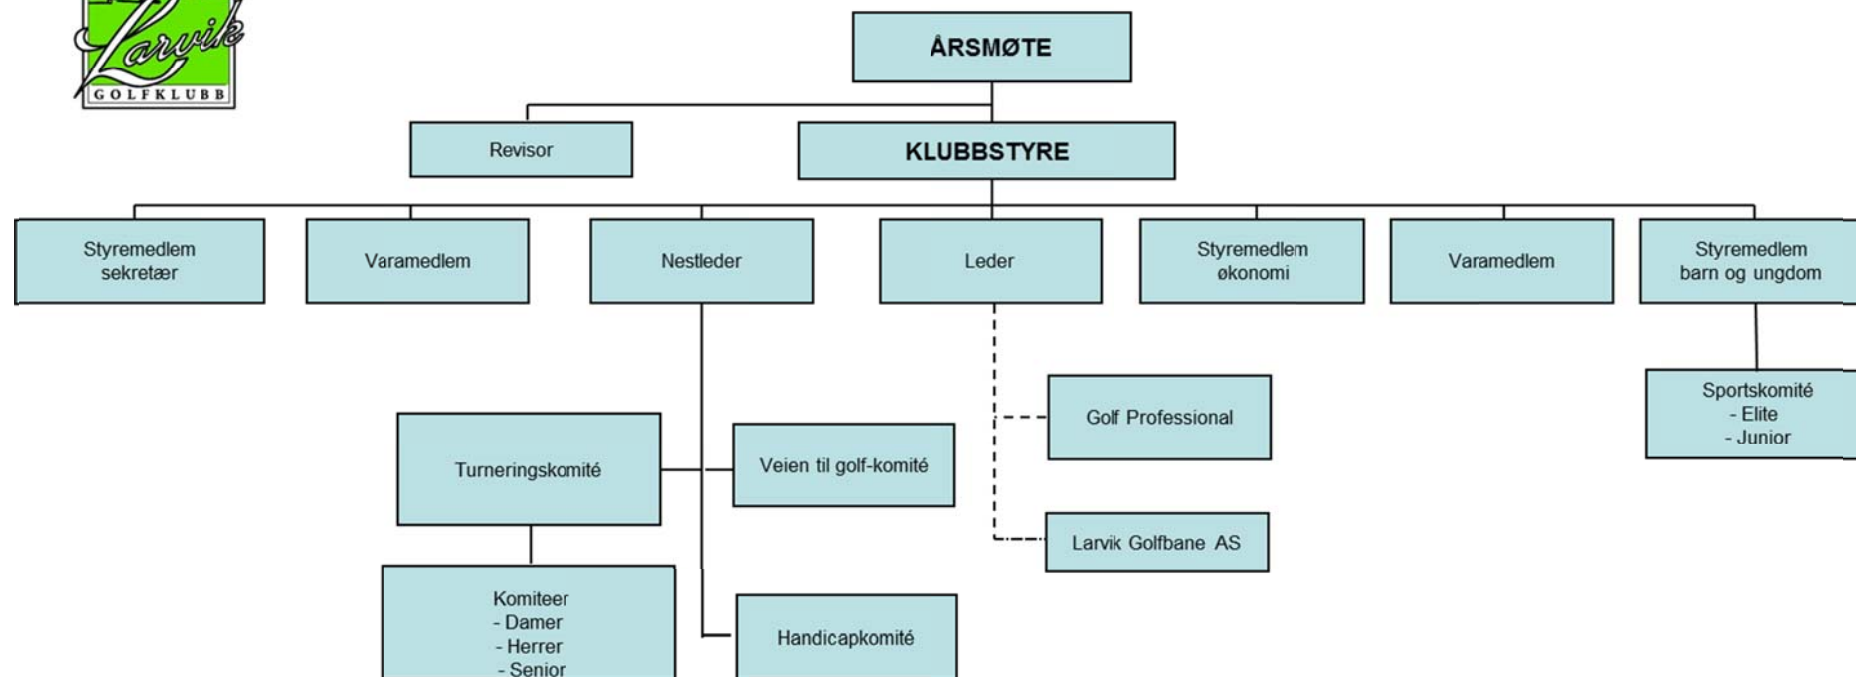 Larvik
GOLFKLUBB
ÅRSMØTE
Revisor
KLUBBSTYRE
Styremedlem
sekretær
Varamedlem
Nestleder
Leder
Styremedlem
økonomi
Varamedlem
Styremedlem
barn og ungdom
Golf Professional
Sportskomité
- Elite
- Junior
Turneringskomité
Veien til golf-komité
Larvik Golfbane AS
Komiteer
- Damer
- Herrer
- Senior
Handicapkomité